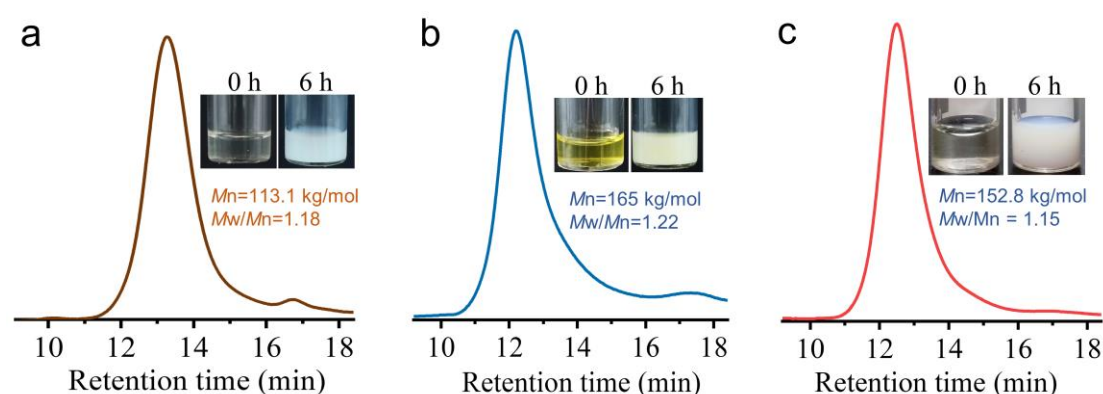 a
0 h 6 h
Mn=113.1 kg/mol
Mw/Mn=1.18
10 12 14 16 18
Retention time (min)
b
0 h 6 h
Mn=165 kg/mol
Mw/Mn=1.22
10 12 14 16 18
Retention time (min)
c
0 h 6 h
Mn=152.8 kg/mol
Mw/Mn = 1.15
10 12 14 16 18
Retention time (min)